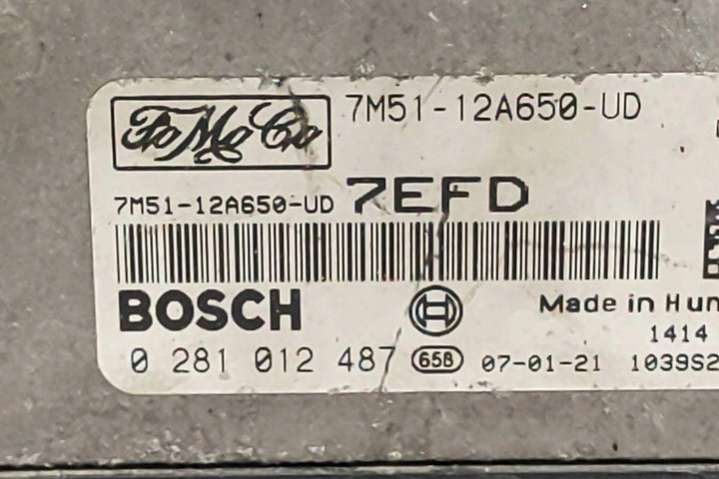 FoMoCo 7M51-12A650-UD
7M51-12A650-UD 7EFD
BOSCH
Made in Hun
1414
0 281 012 487 658 07-01-21 1039S2